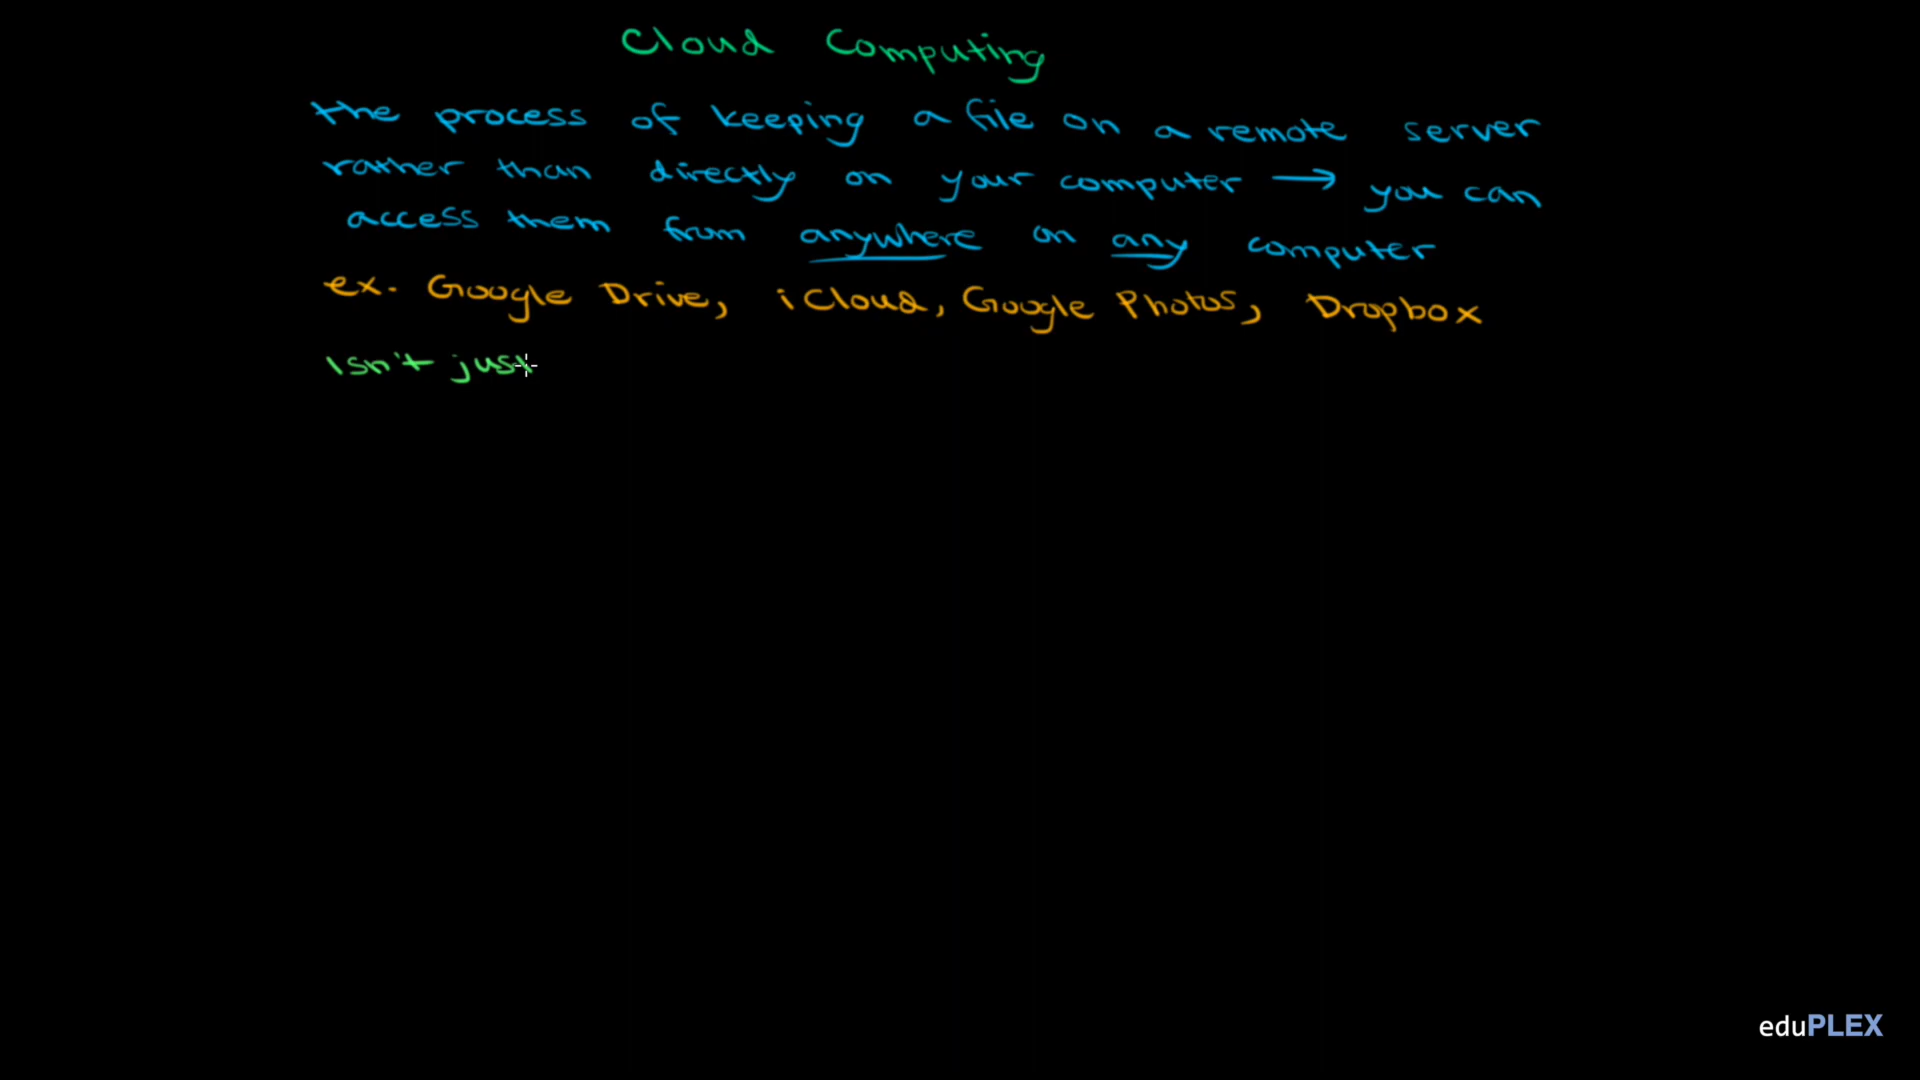 Cloud Computing
the process of keeping a file on a remote server
rather than directly on your computer → you can
access them from anywhere on any computer
ex. Google Drive, iCloud, Google Photos, Dropbox
Isn't just
eduPLEX